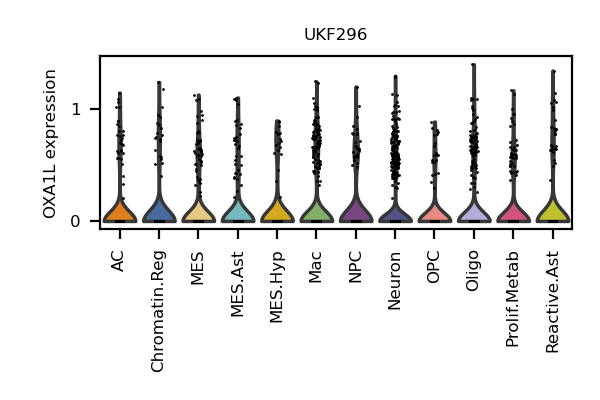 UKF296
OXA1L expression
1
0
AC
Chromatin.Reg
MES
MES.Ast
MES.Hyp
Mac
NPC
Neuron
OPC
Oligo
Prolif.Metab
Reactive.Ast